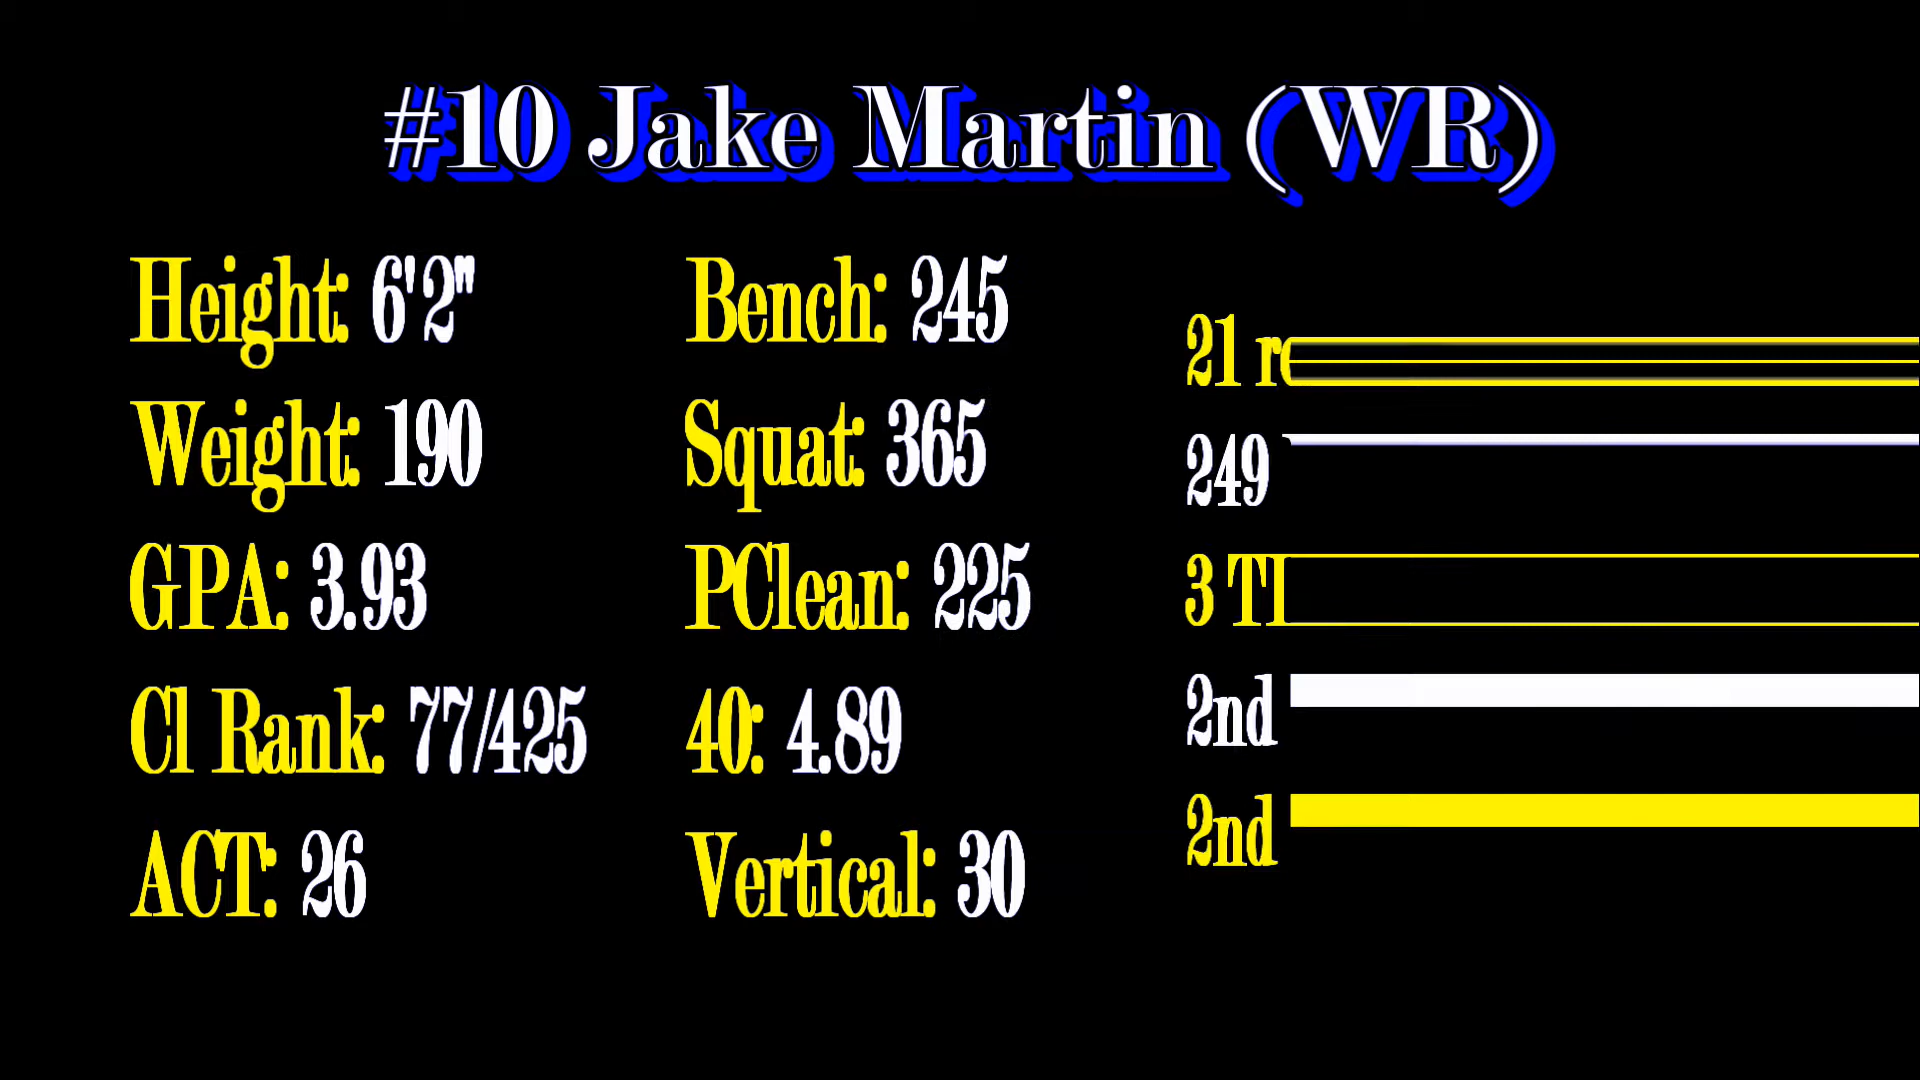 #10 Jake Martin (WR)
Height: 6'2"
Weight: 190
GPA: 3.93
Cl Rank: 77/425
ACT: 26
Bench: 245
Squat: 365
PClean: 225
40: 4.89
Vertical: 30
21
249
3
2nd
2nd